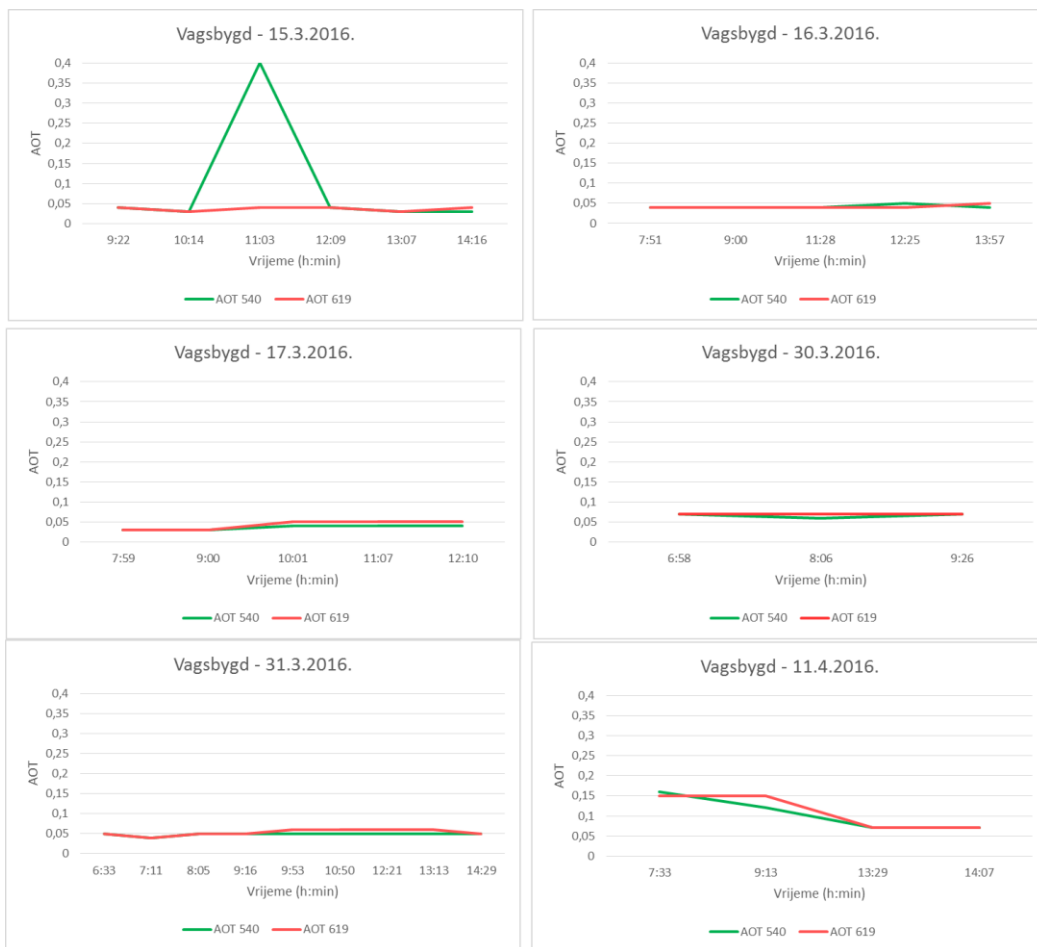 Vagsbygd - 15.3.2016.
0,4
0,35
0,3
0,25
0,2
0,15
0,1
0,05
0
AOT
9:22 10:14 11:03 12:09 13:07 14:16
Vrijeme (h:min)
AOT 540 AOT 619
Vagsbygd - 16.3.2016.
0,4
0,35
0,3
0,25
0,2
0,15
0,1
0,05
0
AOT
7:51 9:00 11:28 12:25 13:57
Vrijeme (h:min)
AOT 540 AOT 619
Vagsbygd - 17.3.2016.
0,4
0,35
0,3
0,25
0,2
0,15
0,1
0,05
0
AOT
7:59 9:00 10:01 11:07 12:10
Vrijeme (h:min)
AOT 540 AOT 619
Vagsbygd - 30.3.2016.
0,4
0,35
0,3
0,25
0,2
0,15
0,1
0,05
0
AOT
6:58 8:06 9:26
Vrijeme (h:min)
AOT 540 AOT 619
Vagsbygd - 31.3.2016.
0,4
0,35
0,3
0,25
0,2
0,15
0,1
0,05
0
AOT
6:33 7:11 8:05 9:16 9:53 10:50 12:21 13:13 14:29
Vrijeme (h:min)
AOT 540 AOT 619
Vagsbygd - 11.4.2016.
0,4
0,35
0,3
0,25
0,2
0,15
0,1
0,05
0
AOT
7:33 9:13 13:29 14:07
Vrijeme (h:min)
AOT 540 AOT 619